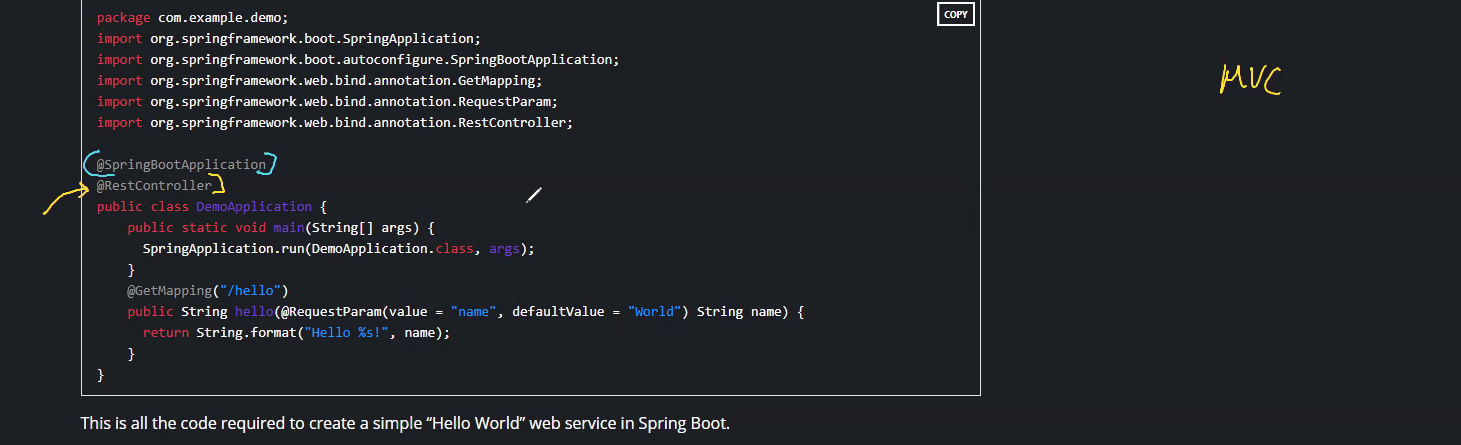 package com.example.demo;
COPY
import org.springframework.boot.SpringApplication;
import org.springframework.boot.autoconfigure.SpringBootApplication;
import org.springframework.web.bind.annotation.GetMapping;
MVC
import org.springframework.web.bind.annotation.RequestParam;
import org.springframework.web.bind.annotation.RestController;
@SpringBootApplication
@RestController
public class DemoApplication {
public static void main(String[] args) {
SpringApplication.run(DemoApplication.class, args);
}
@GetMapping("/hello")
public String hello(@RequestParam(value = "name", defaultValue = "World") String name) {
return String.format("Hello %s!", name);
}
}
This is all the code required to create a simple “Hello World” web service in Spring Boot.